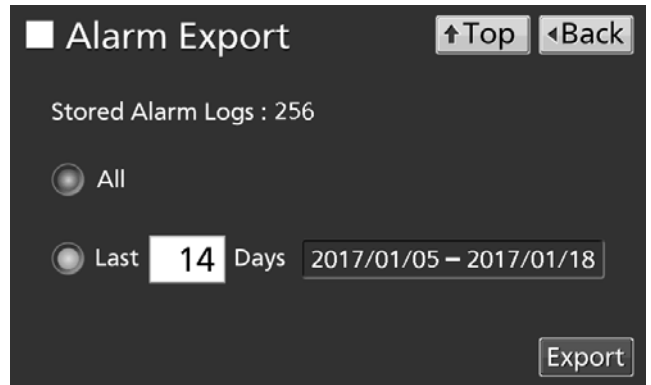 Alarm Export
Top
Back
Stored Alarm Logs : 256
All
Last 14 Days 2017/01/05 – 2017/01/18
Export